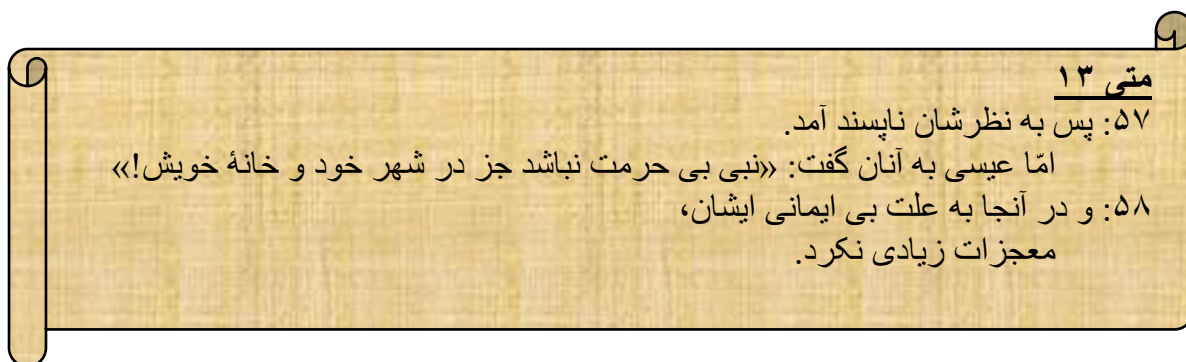 متی ۱۳
۵۷: پس به نظرشان ناپسند آمد.
امّا عیسی به آنان گفت: «نبی بی حرمت نباشد جز در شهر خود و خانهٔ خویش!»
۵۸: و در آنجا به علت بی ایمانی ایشان،
معجزات زیادی نکرد.